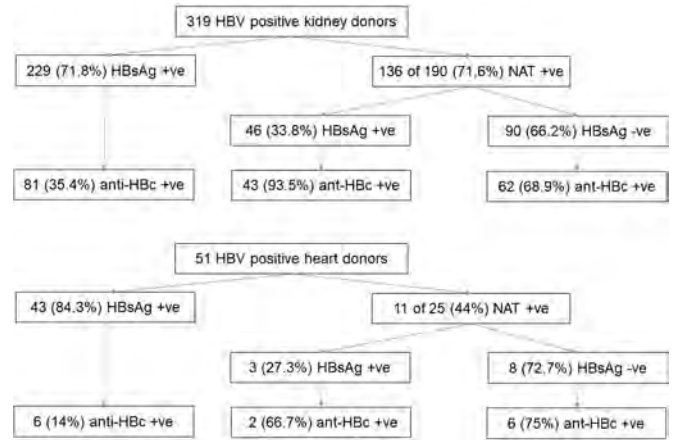 319 HBV positive kidney donors
229 (71.8%) HBsAg +ve
136 of 190 (71.6%) NAT +ve
46 (33.8%) HBsAg +ve
90 (66.2%) HBsAg -ve
81 (35.4%) anti-HBc +ve
43 (93.5%) ant-HBc +ve
62 (68.9%) ant-HBc +ve
51 HBV positive heart donors
43 (84.3%) HBsAg +ve
11 of 25 (44%) NAT +ve
3 (27.3%) HBsAg +ve
8 (72.7%) HBsAg -ve
6 (14%) anti-HBc +ve
2 (66.7%) ant-HBc +ve
6 (75%) ant-HBc +ve